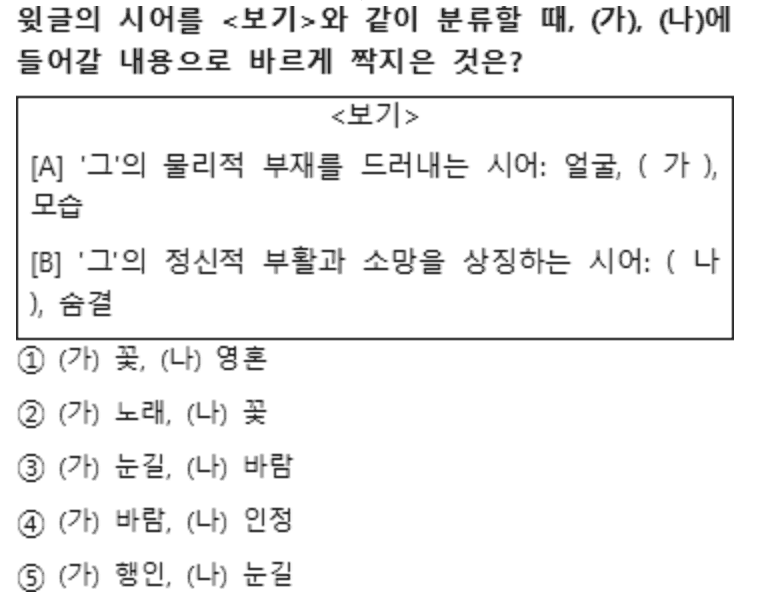 윗글의 시어를 <보기>와 같이 분류할 때, (가), (나)에
들어갈 내용으로 바르게 짝지은 것은?
<보기>
[A] '그'의 물리적 부재를 드러내는 시어: 얼굴, ( 가 ),
모습
[B] '그'의 정신적 부활과 소망을 상징하는 시어: ( 나
), 숨결
① (가) 꽃, (나) 영혼
② (가) 노래, (나) 꽃
③ (가) 눈길, (나) 바람
④ (가) 바람, (나) 인정
⑤ (가) 행인, (나) 눈길